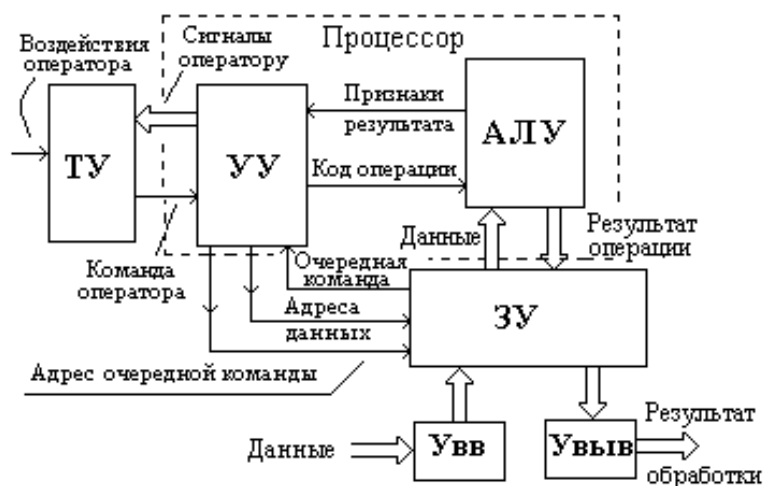 Воздействия
оператора
Сигналы
оператору
Процессор
ТУ
УУ
Признаки
результата
АЛУ
Код операции
Команда
оператора
Данные
Результат
операции
Очередная
команда
Адреса
данных
ЗУ
Адрес очередной команды
Данные
Увв
Увыв
Результат
обработки